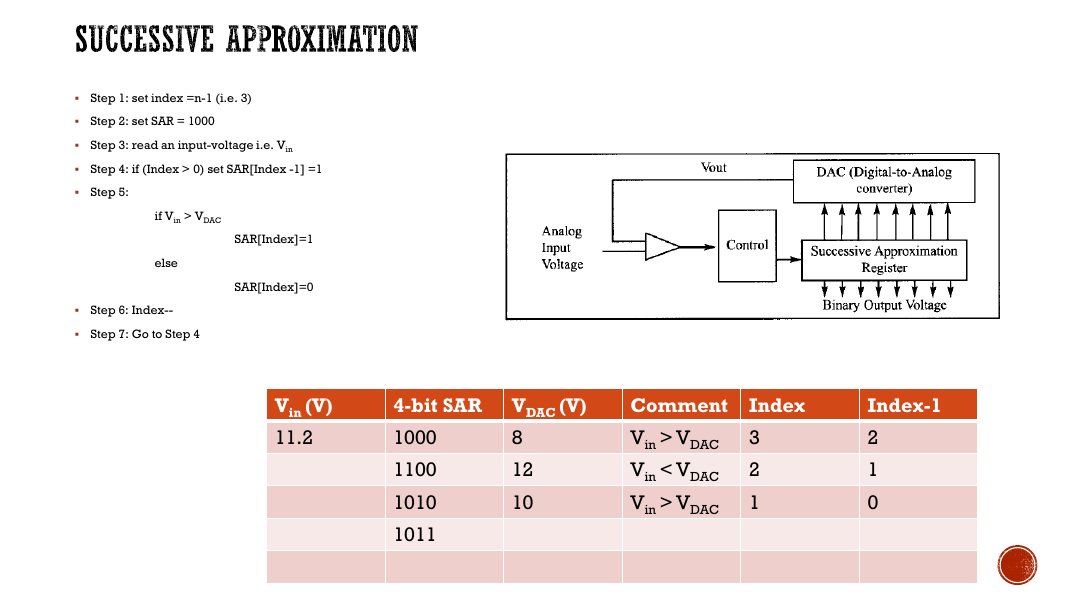 SUCCESSIVE APPROXIMATION
▪ Step 1: set index =n-1 (i.e. 3)
▪ Step 2: set SAR = 1000
▪ Step 3: read an input-voltage i.e. Vin
▪ Step 4: if (Index > 0) set SAR[Index -1] =1
▪ Step 5:
if Vin > VDAC
SAR[Index]=1
else
SAR[Index]=0
▪ Step 6: Index--
▪ Step 7: Go to Step 4
Vout
DAC (Digital-to-Analog
converter)
Analog
Input
Voltage
Control
Successive Approximation
Register
Binary Output Voltage
Vin (V) 4-bit SAR VDAC (V) Comment Index Index-1
11.2 1000 8 Vin > VDAC 3 2
1100 12 Vin < VDAC 2 1
1010 10 Vin > VDAC 1 0
1011